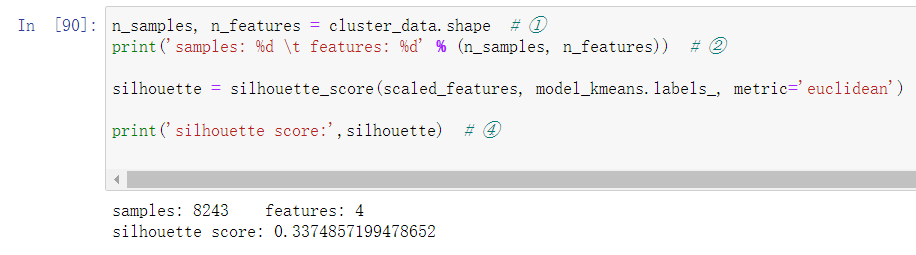 In [90]: n_samples, n_features = cluster_data.shape # ①
print('samples: %d \t features: %d' % (n_samples, n_features)) # ②
silhouette = silhouette_score(scaled_features, model_kmeans.labels_, metric='euclidean')
print('silhouette score:',silhouette) # ④
samples: 8243 features: 4
silhouette score: 0.3374857199478652